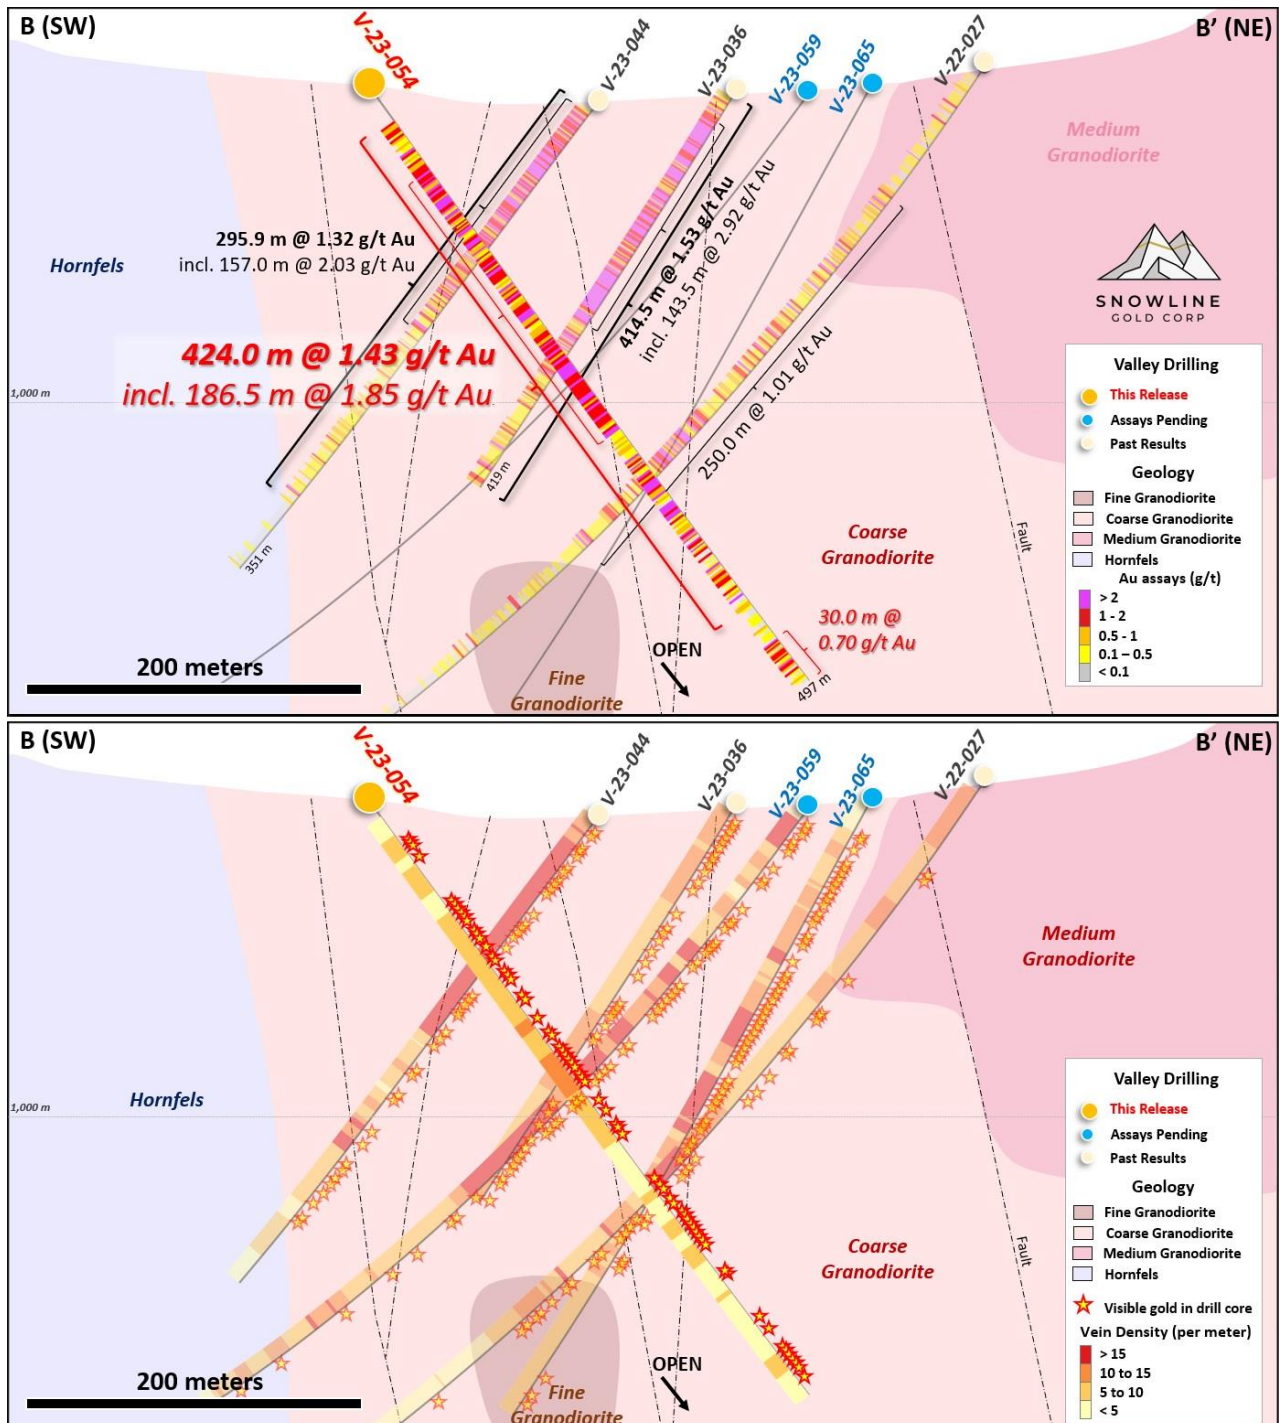 B (SW)
B’ (NE)
V-23-054
V-23-044
V-23-036
V-23-059
V-23-065
V-22-027
Medium
Granodiorite
Hornfels
295.9 m @ 1.32 g/t Au
incl. 157.0 m @ 2.03 g/t Au
414.5 m @ 1.53 g/t Au
incl. 143.5 m @ 2.92 g/t Au
SNOWLINE
GOLD CORP
424.0 m @ 1.43 g/t Au
incl. 186.5 m @ 1.85 g/t Au
250.0 m @ 1.01 g/t Au
1,000 m
419 m
351 m
Coarse
Granodiorite
Fault
30.0 m @
0.70 g/t Au
497 m
OPEN
200 meters
Fine
Granodiorite
Valley Drilling
This Release
Assays Pending
Past Results
Geology
Fine Granodiorite
Coarse Granodiorite
Medium Granodiorite
Hornfels
Au assays (g/t)
> 2
1 - 2
0.5 - 1
0.1 – 0.5
< 0.1
B (SW)
B’ (NE)
V-23-054
V-23-044
V-23-036
V-23-059
V-23-065
V-22-027
Medium
Granodiorite
Hornfels
1,000 m
Coarse
Granodiorite
Fault
OPEN
200 meters
Fine
Granodiorite
Valley Drilling
This Release
Assays Pending
Past Results
Geology
Fine Granodiorite
Coarse Granodiorite
Medium Granodiorite
Hornfels
Visible gold in drill core
Vein Density (per meter)
> 15
10 to 15
5 to 10
< 5